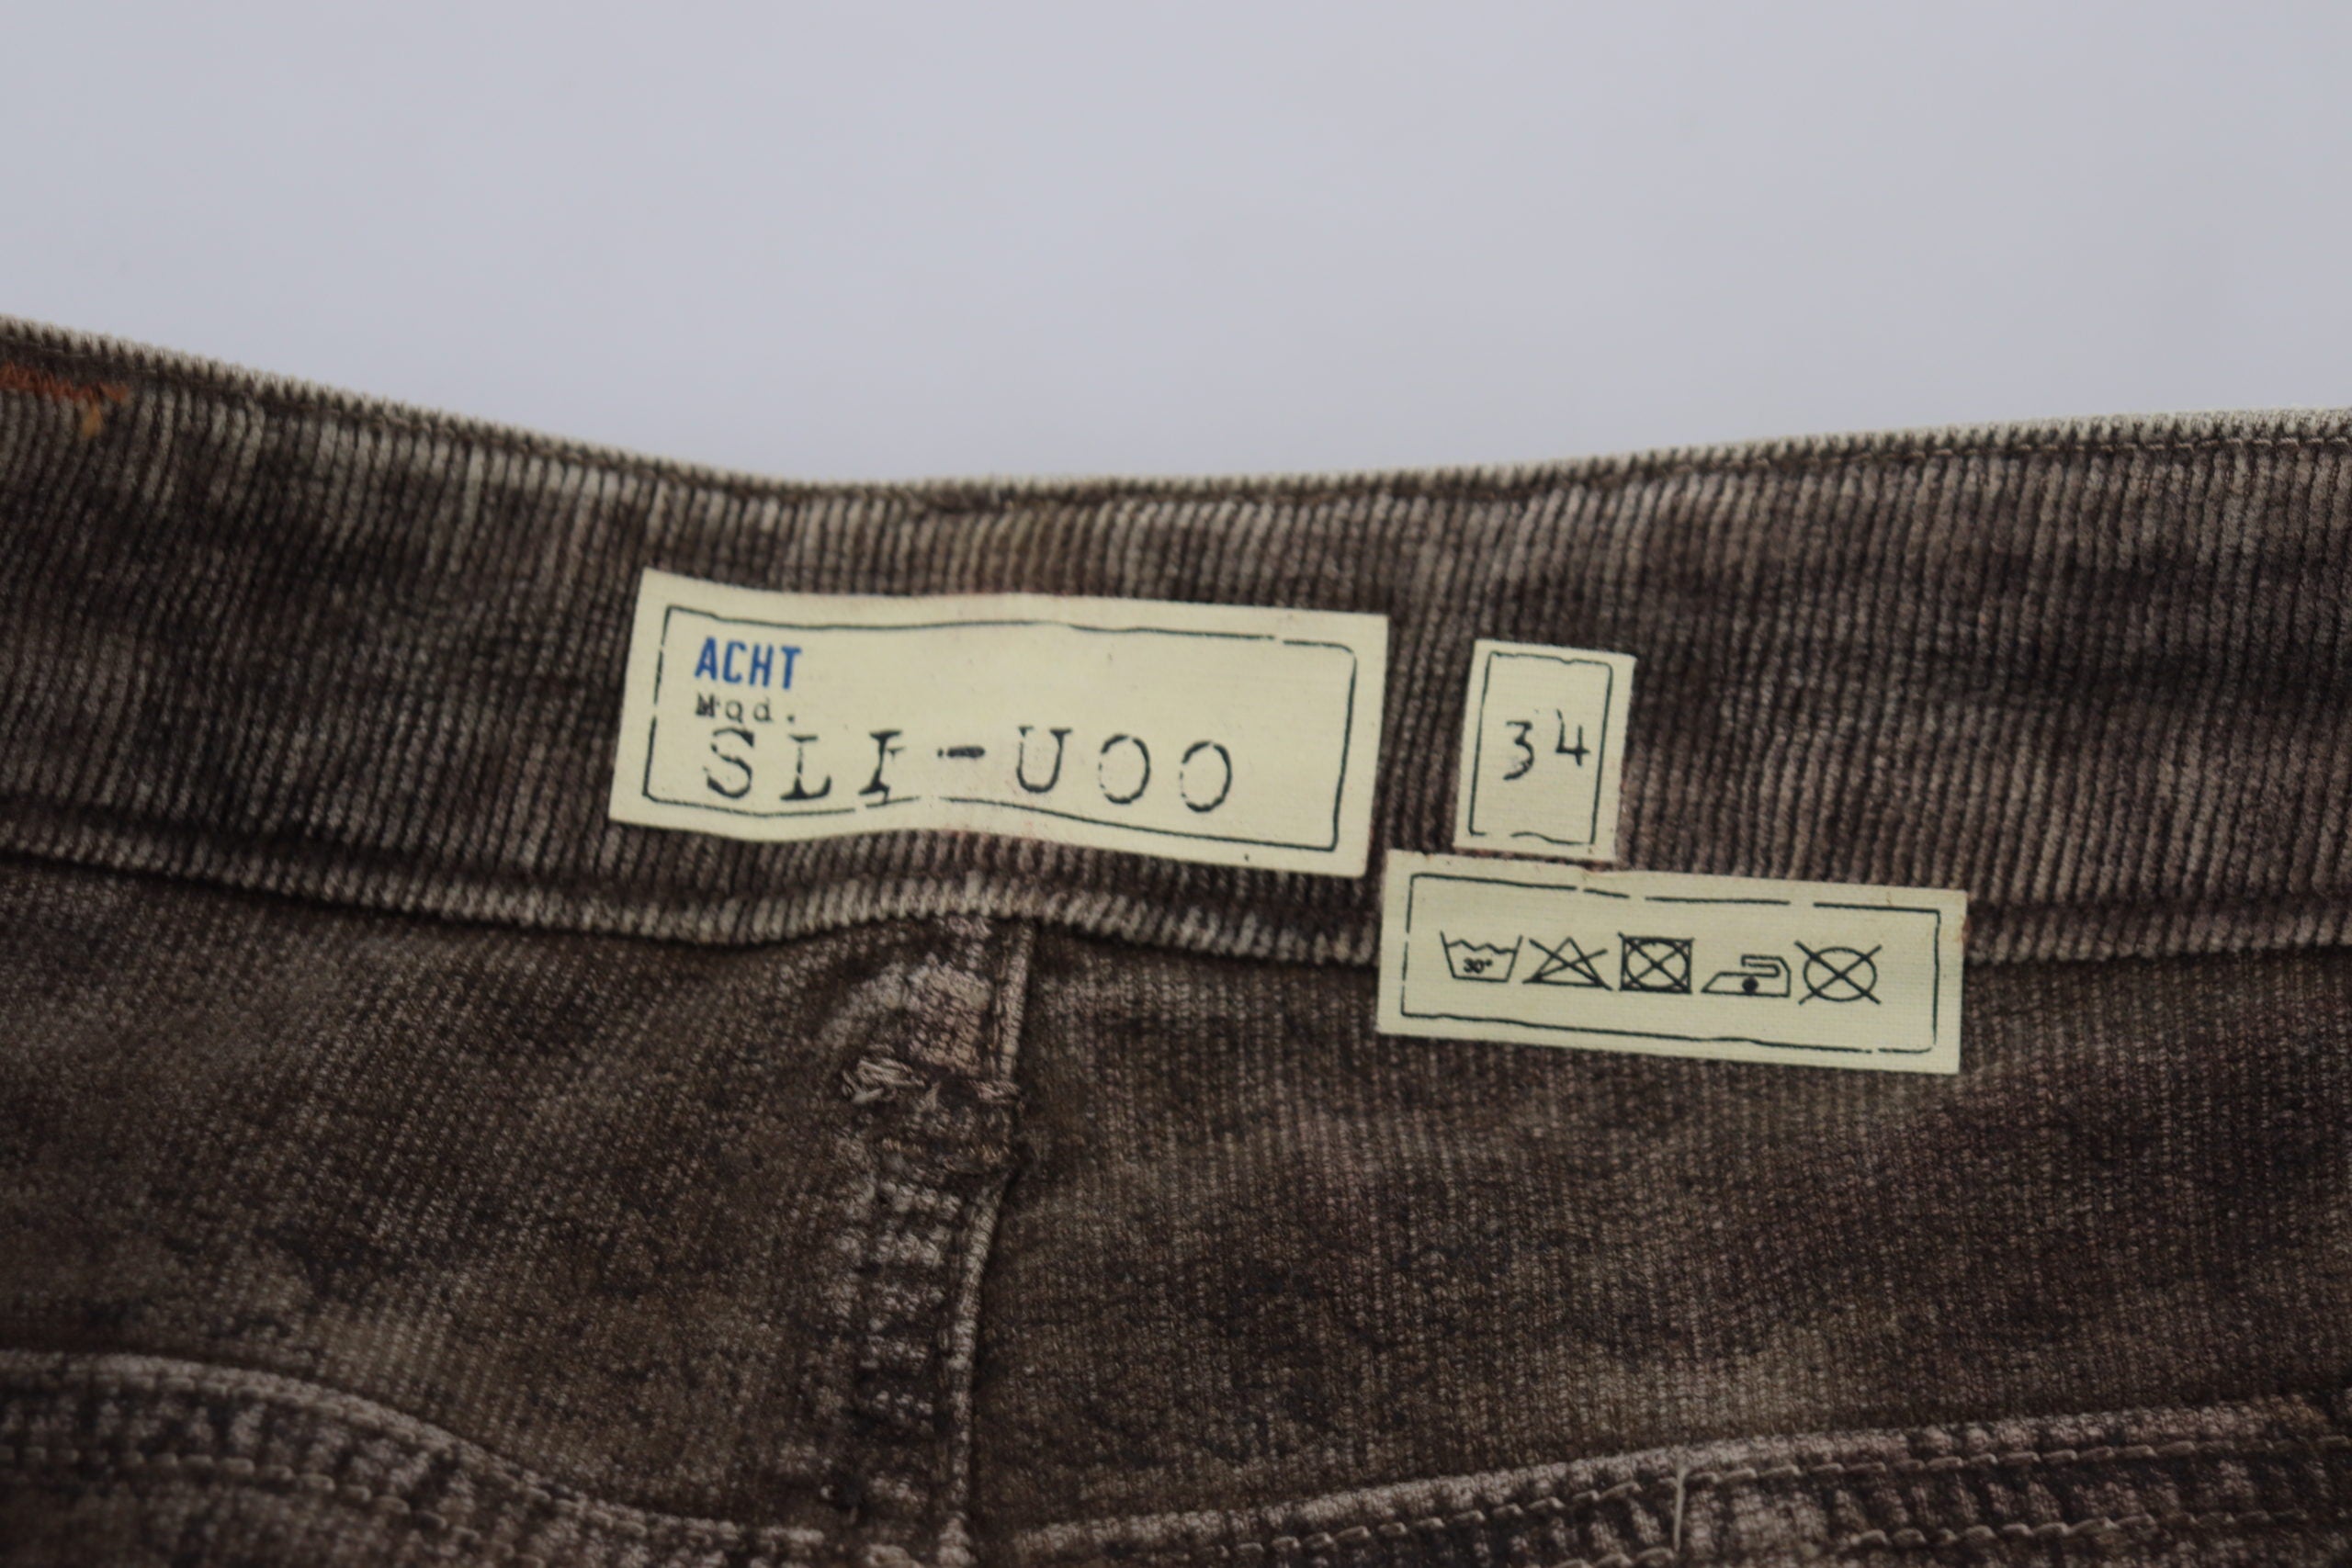 ACHT
Mod.
SLI-U00
34
30°